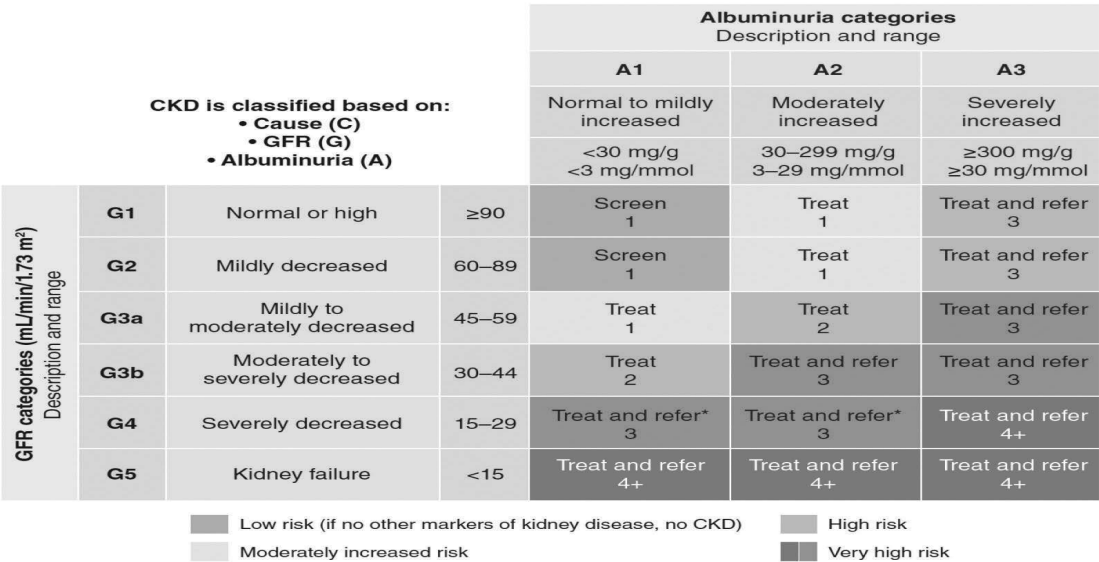 Albuminuria categories
Description and range
A1 A2 A3
CKD is classified based on:
• Cause (C)
• GFR (G)
• Albuminuria (A)
Normal to mildly increased
Moderately increased
Severely increased
<30 mg/g
<3 mg/mmol
30–299 mg/g
3–29 mg/mmol
≥300 mg/g
≥30 mg/mmol
GFR categories (mL/min/1.73 m²)
Description and range
G1 Normal or high ≥90
Screen
1
Treat
1
Treat and refer
3
G2 Mildly decreased 60–89
Screen
1
Treat
1
Treat and refer
3
G3a Mildly to
moderately decreased 45–59
Treat
1
Treat
2
Treat and refer
3
G3b Moderately to
severely decreased 30–44
Treat
2
Treat and refer
3
Treat and refer
3
G4 Severely decreased 15–29
Treat and refer*
3
Treat and refer*
3
Treat and refer
4+
G5 Kidney failure <15
Treat and refer
4+
Treat and refer
4+
Treat and refer
4+
Low risk (if no other markers of kidney disease, no CKD)
High risk
Moderately increased risk
Very high risk